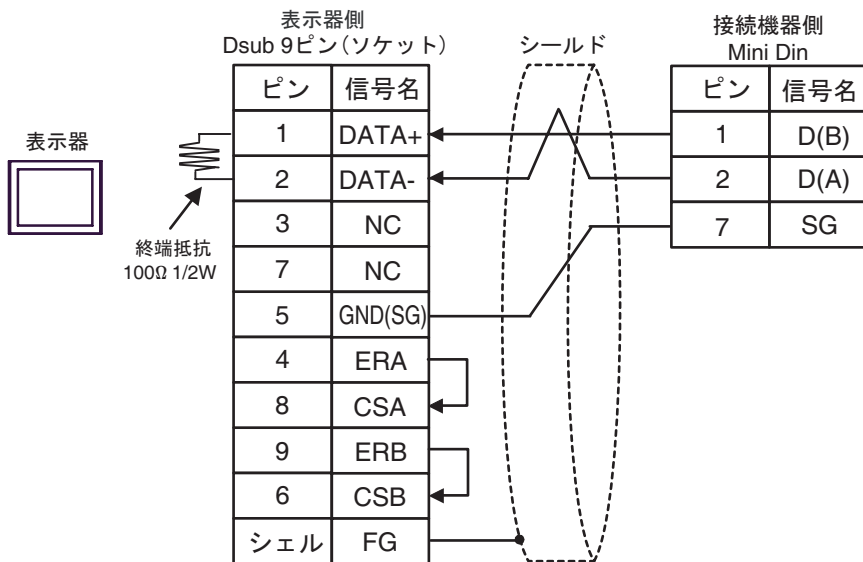 表示器側
Dsub 9ピン(ソケット)
シールド
接続機器側
Mini Din
表示器
終端抵抗
100Ω 1/2W
ピン 信号名
1 DATA+
2 DATA-
3 NC
7 NC
5 GND(SG)
4 ERA
8 CSA
9 ERB
6 CSB
シェル FG
ピン 信号名
1 D(B)
2 D(A)
7 SG